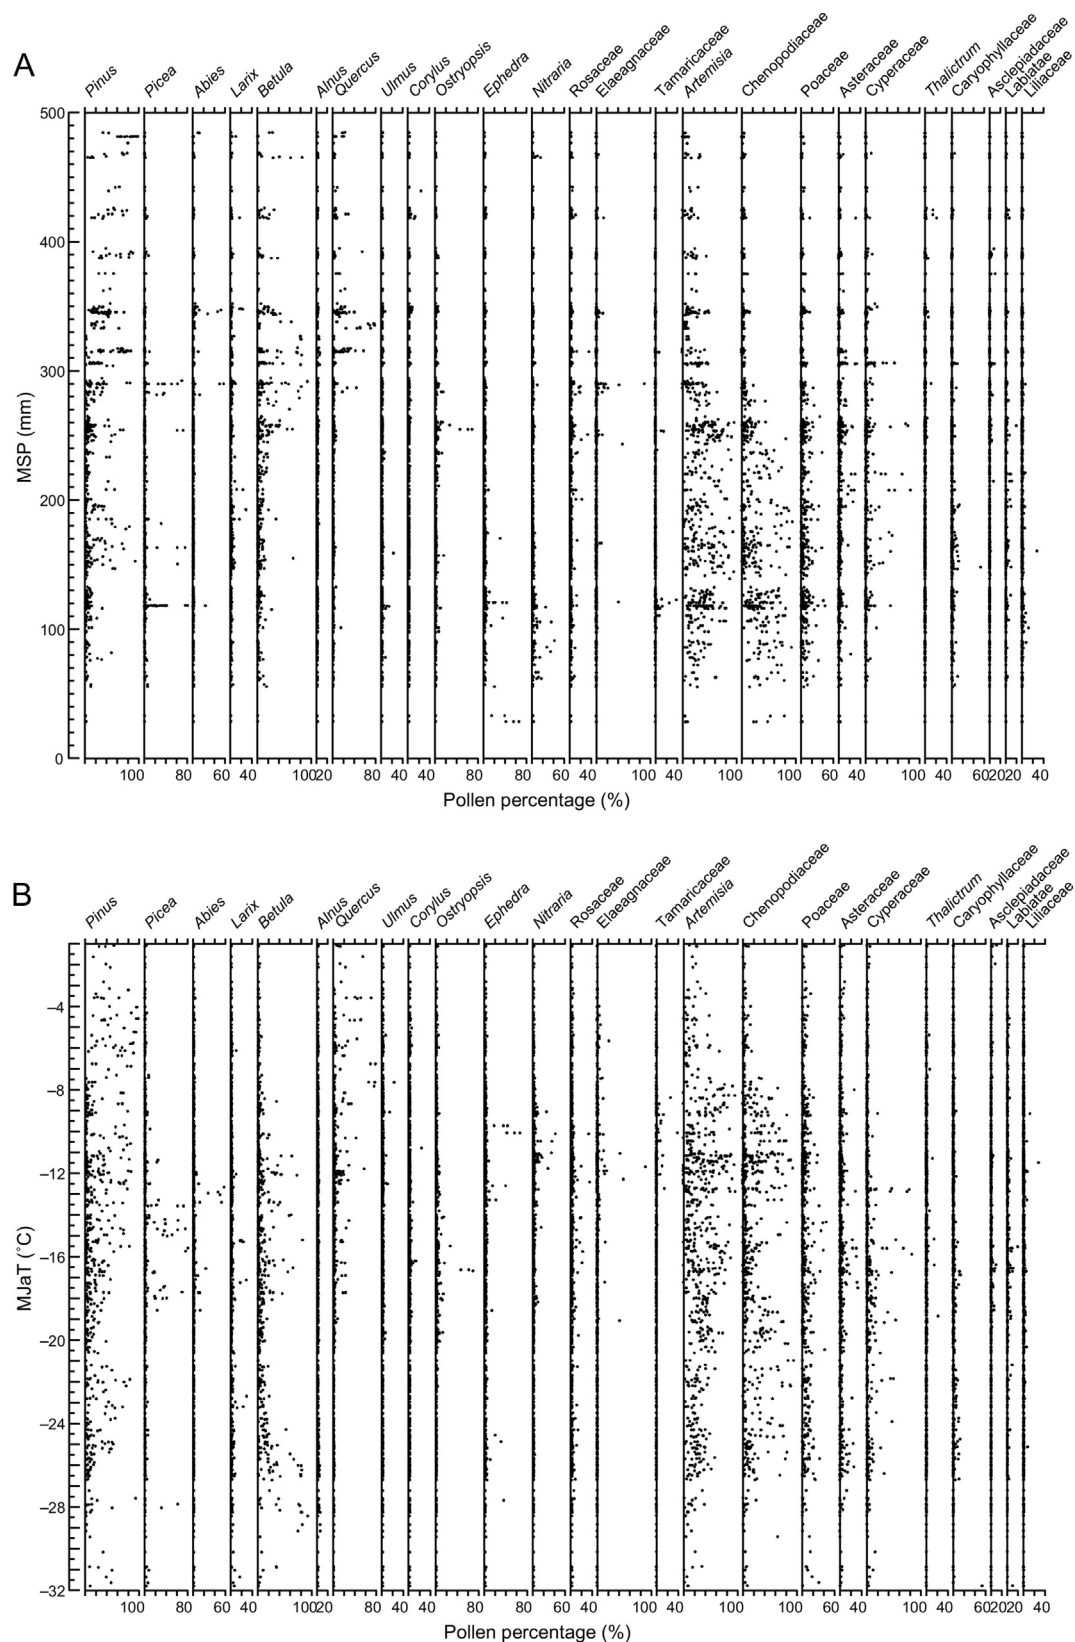 A
Pinus Picea Abies Larix Betula Alnus Quercus Ulmus Corylus Ostryopsis Ephedra Nitraria Rosaceae Elaeagnaceae Tamaricaceae Artemisia Chenopodiaceae Poaceae Asteraceae Cyperaceae Thalictrum Caryophyllaceae Asclepiadaceae Labiatae Liliaceae
500
400
300
200
100
0
MSP (mm)
100 80 60 40 100 20 80 40 40 80 80 60 40 100 40 100 100 60 40 100 40 60 20 20 40
Pollen percentage (%)
B
Pinus Picea Abies Larix Betula Alnus Quercus Ulmus Corylus Ostryopsis Ephedra Nitraria Rosaceae Elaeagnaceae Tamaricaceae Artemisia Chenopodiaceae Poaceae Asteraceae Cyperaceae Thalictrum Caryophyllaceae Asclepiadaceae Labiatae Liliaceae
−4
−8
−12
−16
−20
−24
−28
−32
MJaT (˚C)
100 80 60 40 100 20 80 40 40 80 80 60 40 100 40 100 100 60 40 100 40 60 20 20 40
Pollen percentage (%)